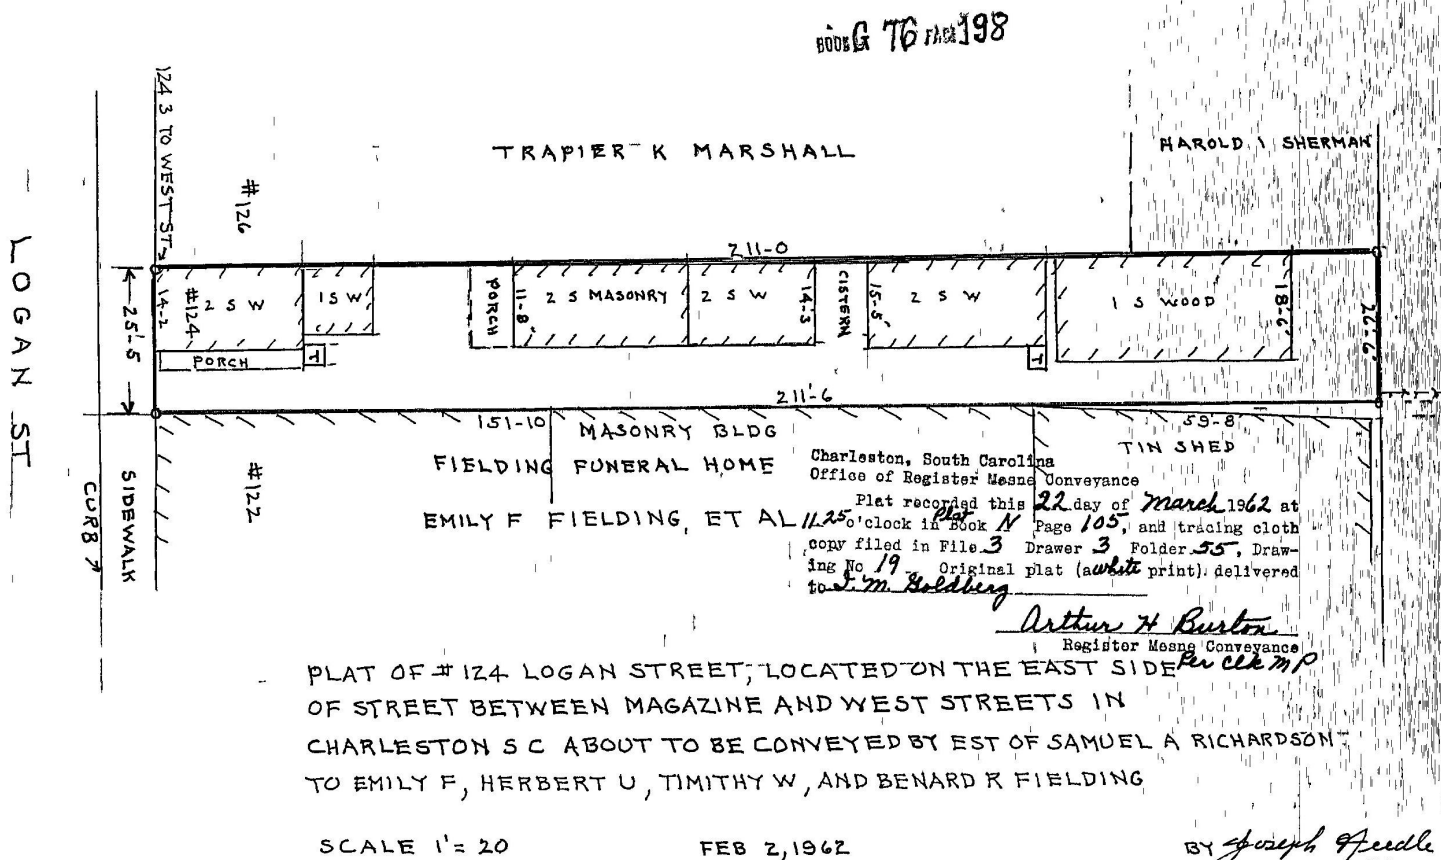 BOOK G 76 PAGE 198
124 3 TO WEST ST
TRAPIER K MARSHALL
HAROLD I SHERMAN
#126
211-0
LOGAN ST
25'-5
14-2
#124
2 S W
1 S W
PORCH
T
PORCH
11-8"
2 S MASONRY
2 S W
14-3
CISTERN
15-5"
2 S W
T
1 S WOOD
18-6"
22'-6"
211'-6
151-10
59-8
MASONRY BLDG
TIN SHED
FIELDING FUNERAL HOME
EMILY F FIELDING, ET AL
#122
SIDEWALK
CURB
Charleston, South Carolina
Office of Register Mesne Conveyance
Plat recorded this 22 day of March 1962 at
11.25 o'clock in Plat Book N Page 105, and tracing cloth
copy filed in File 3 Drawer 3 Folder 55, Draw-
ing No 19 Original plat (a white print) delivered
to I. M. Goldberg
Arthur H Burton
Register Mesne Conveyance
Per Clk M P
PLAT OF #124 LOGAN STREET, LOCATED ON THE EAST SIDE
OF STREET BETWEEN MAGAZINE AND WEST STREETS IN
CHARLESTON S C ABOUT TO BE CONVEYED BY EST OF SAMUEL A RICHARDSON
TO EMILY F, HERBERT U, TIMITHY W, AND BENARD R FIELDING
SCALE 1"= 20 FEB 2, 1962 BY Joseph Needle